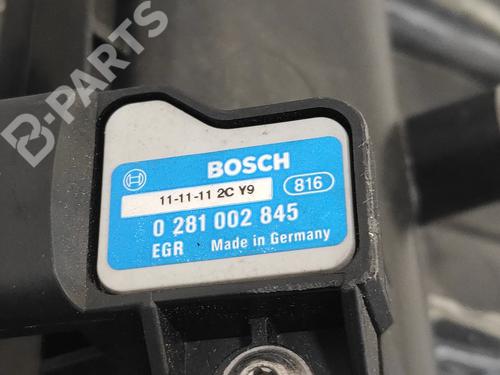 B-PARTS
BOSCH
11-11-11 2C Y9
816
0 281 002 845
EGR Made in Germany